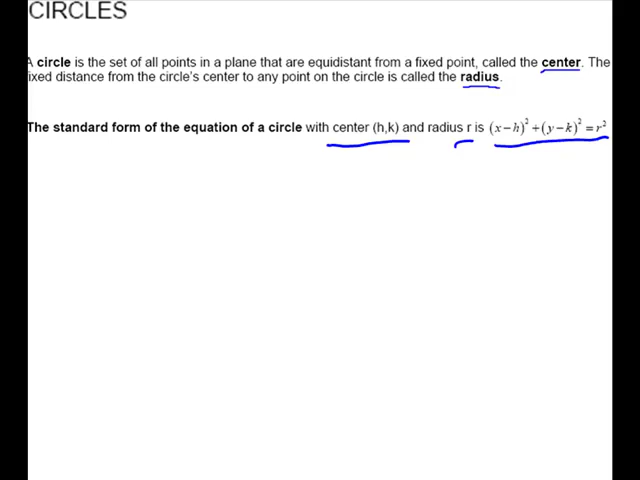 CIRCLES
A circle is the set of all points in a plane that are equidistant from a fixed point, called the center. The
fixed distance from the circle's center to any point on the circle is called the radius.
The standard form of the equation of a circle with center (h,k) and radius r is (x−h)²+(y−k)²=r²